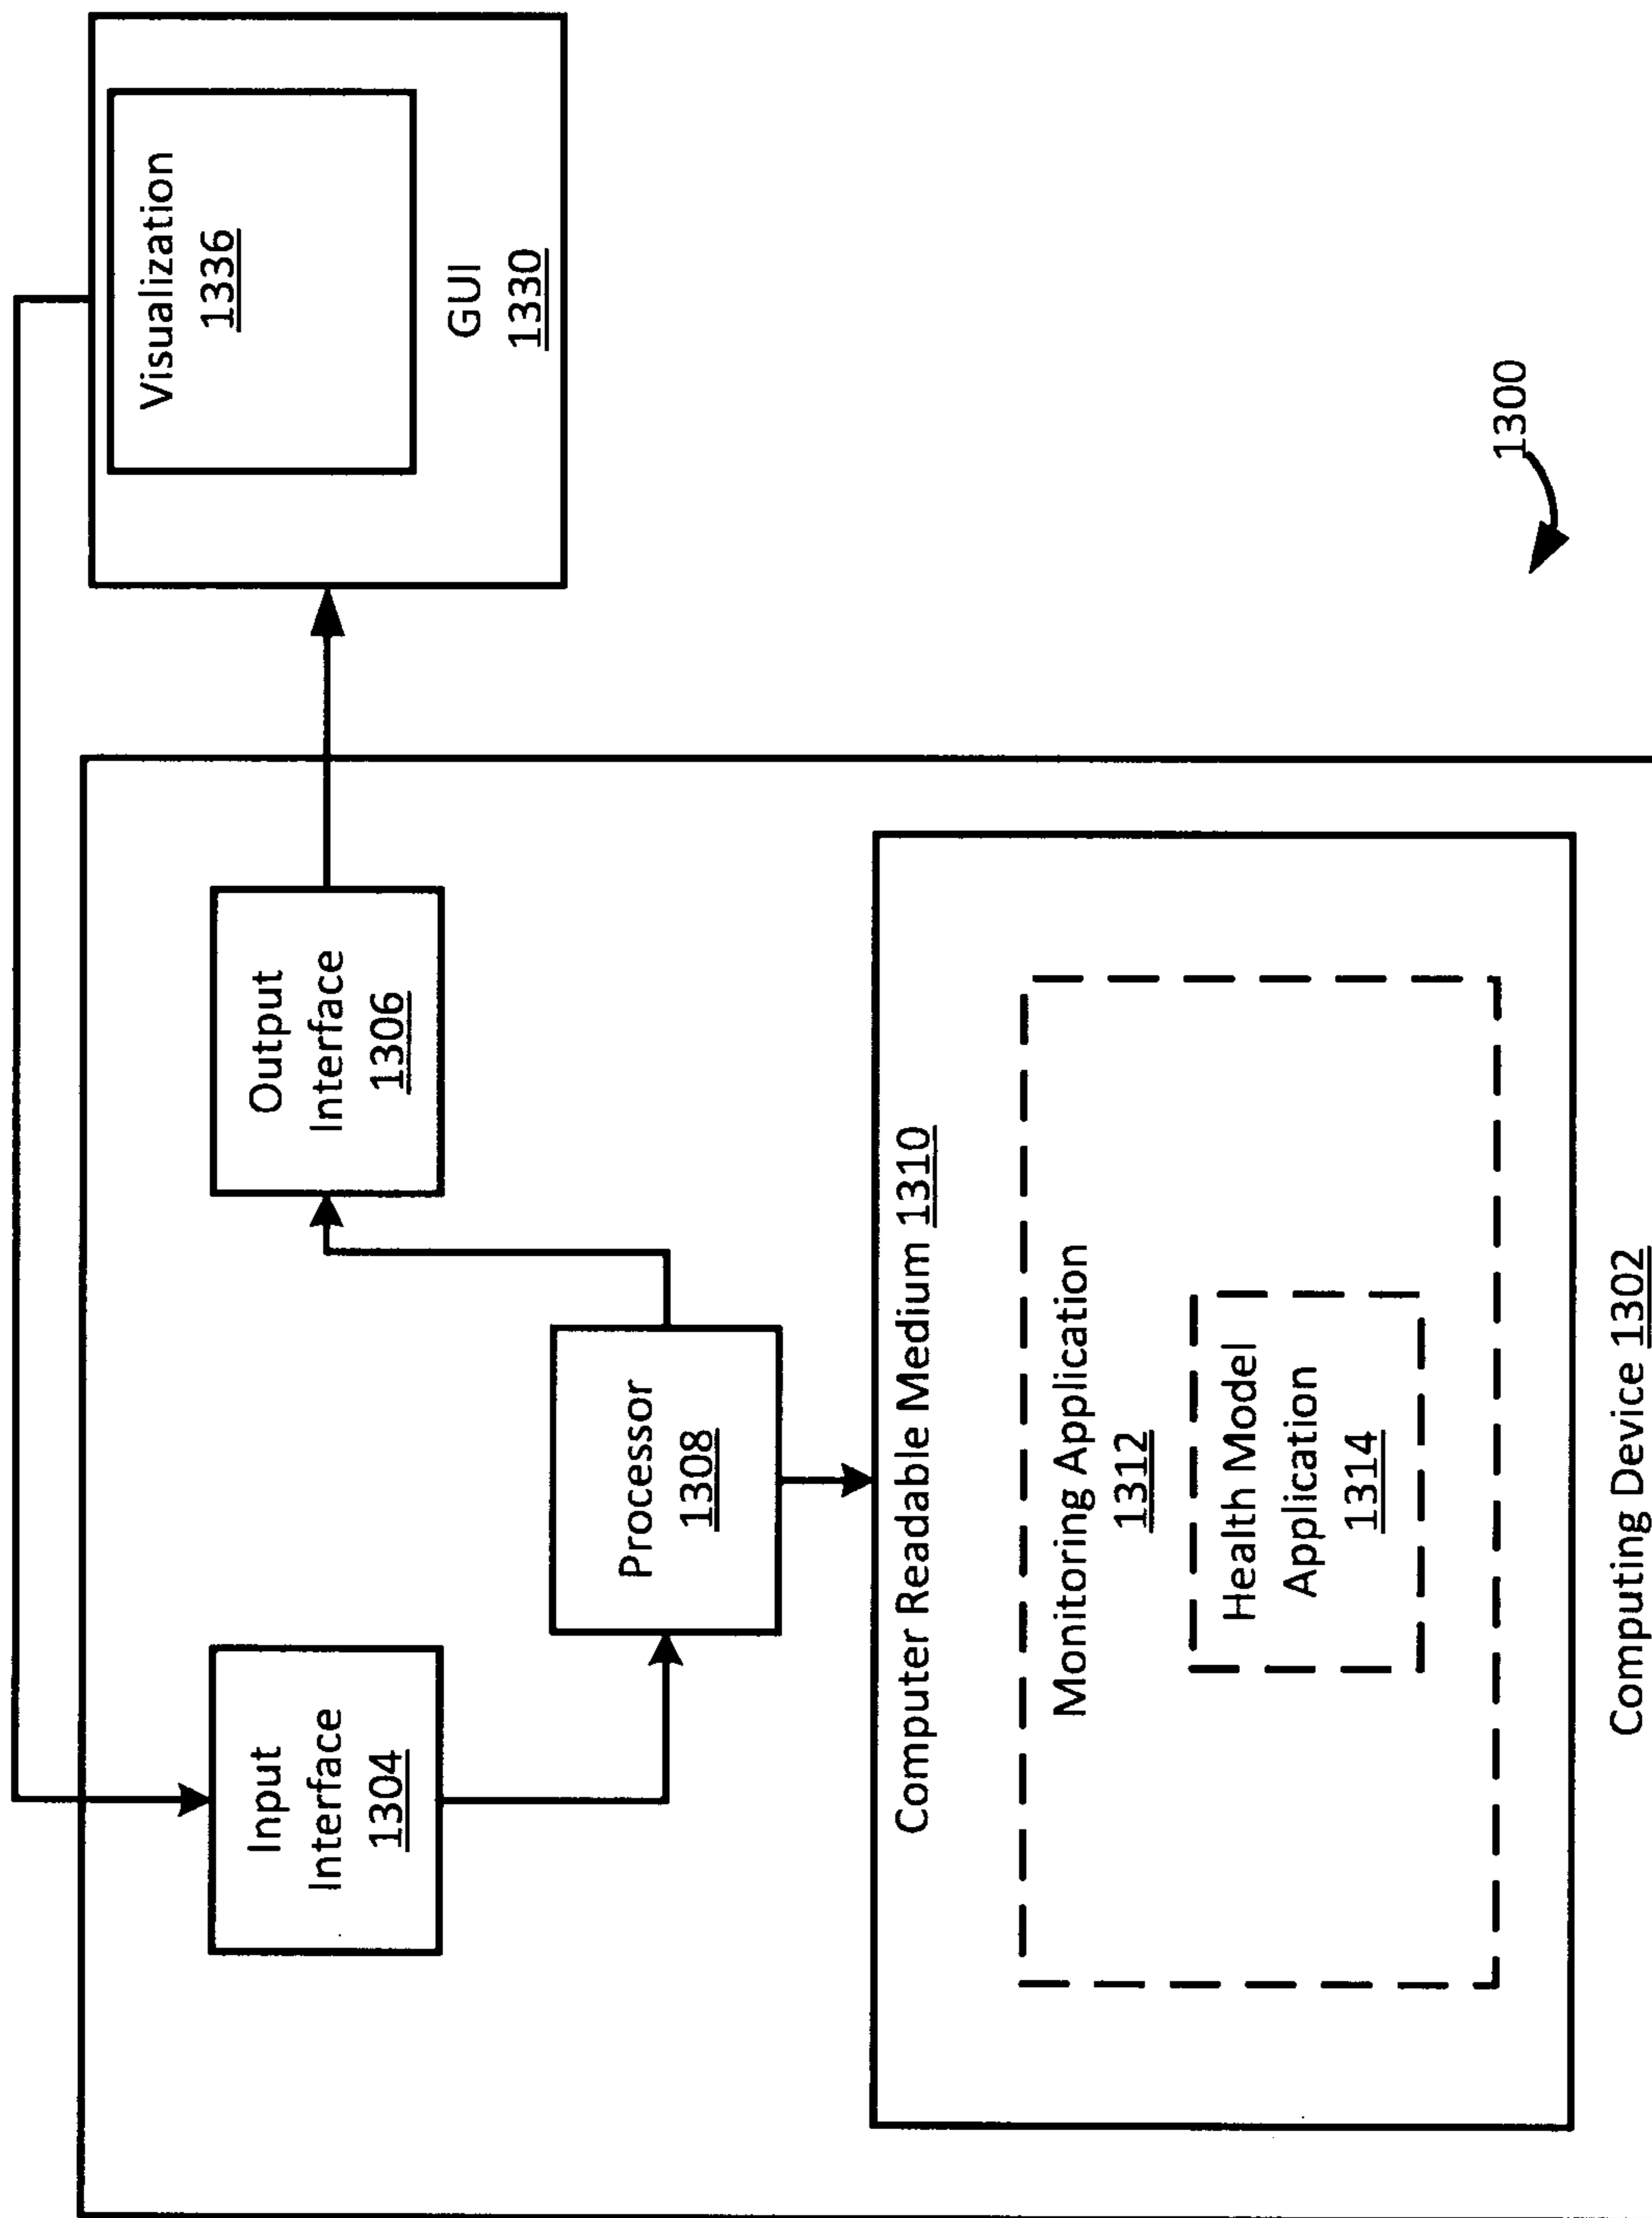 Input
Interface
1304
Output
Interface
1306
Visualization
1336
GUI
1330
Processor
1308
Computer Readable Medium 1310
Monitoring Application
1312
Health Model
Application
1314
Computing Device 1302
1300